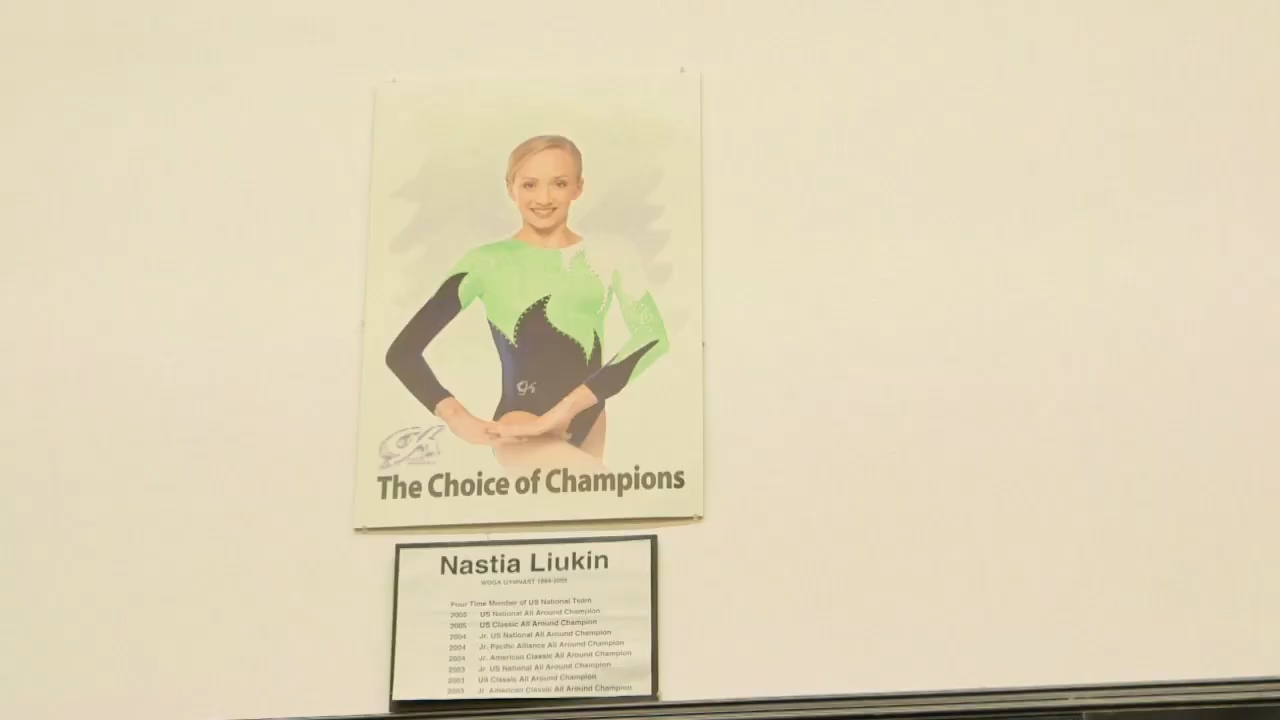 GK
GK
The Choice of Champions
Nastia Liukin
WOGA GYMNAST 1994-2005
Four Time Member of US National Team
2005 US National All Around Champion
2005 US Classic All Around Champion
2004 Jr. US National All Around Champion
2004 Jr. Pacific Alliance All Around Champion
2004 Jr. American Classic All Around Champion
2003 Jr. US National All Around Champion
2003 US Classic All Around Champion
2003 Jr. American Classic All Around Champion